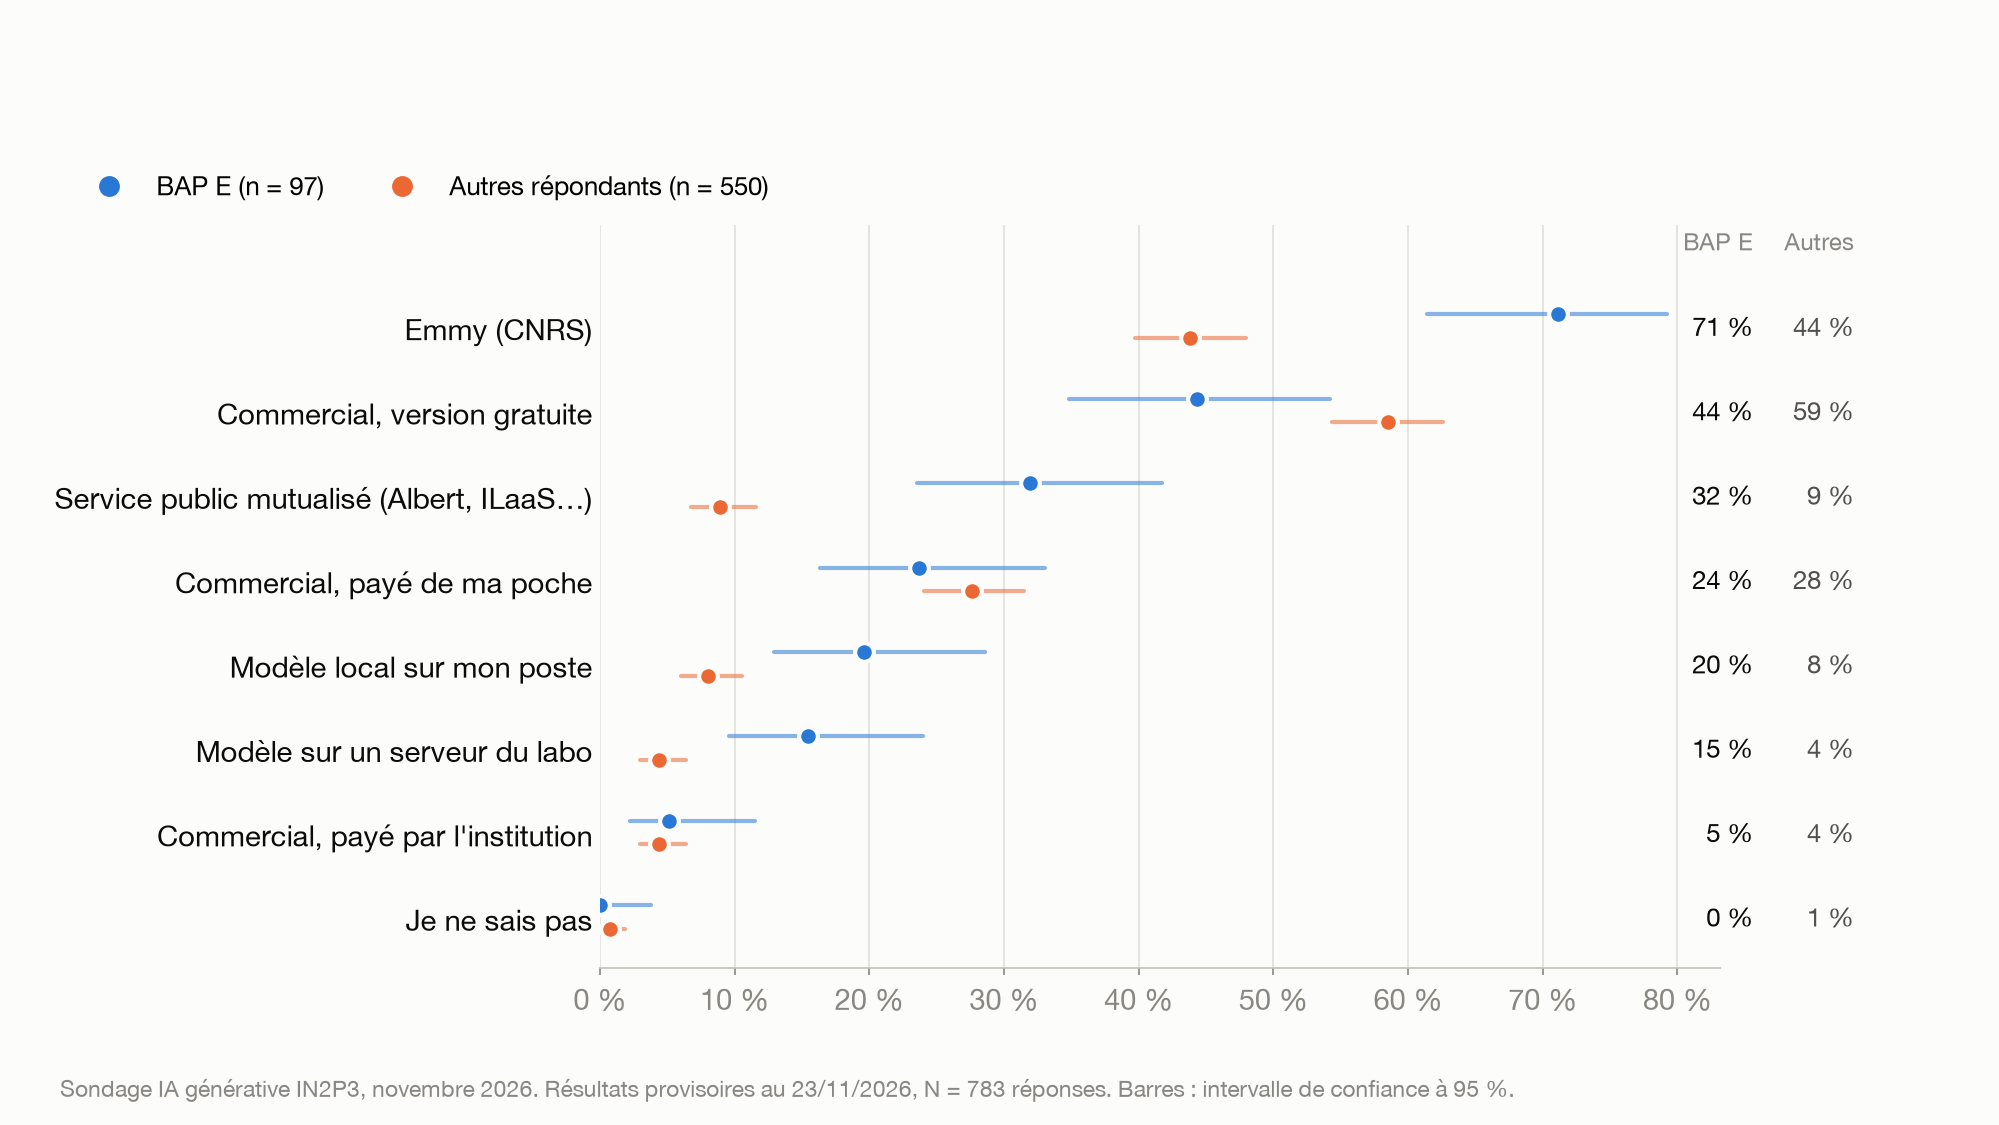 BAP E (n = 97) Autres répondants (n = 550)
BAP E Autres
Emmy (CNRS) 71 % 44 %
Commercial, version gratuite 44 % 59 %
Service public mutualisé (Albert, ILaaS…) 32 % 9 %
Commercial, payé de ma poche 24 % 28 %
Modèle local sur mon poste 20 % 8 %
Modèle sur un serveur du labo 15 % 4 %
Commercial, payé par l'institution 5 % 4 %
Je ne sais pas 0 % 1 %
0 % 10 % 20 % 30 % 40 % 50 % 60 % 70 % 80 %
Sondage IA générative IN2P3, novembre 2026. Résultats provisoires au 23/11/2026, N = 783 réponses. Barres : intervalle de confiance à 95 %.